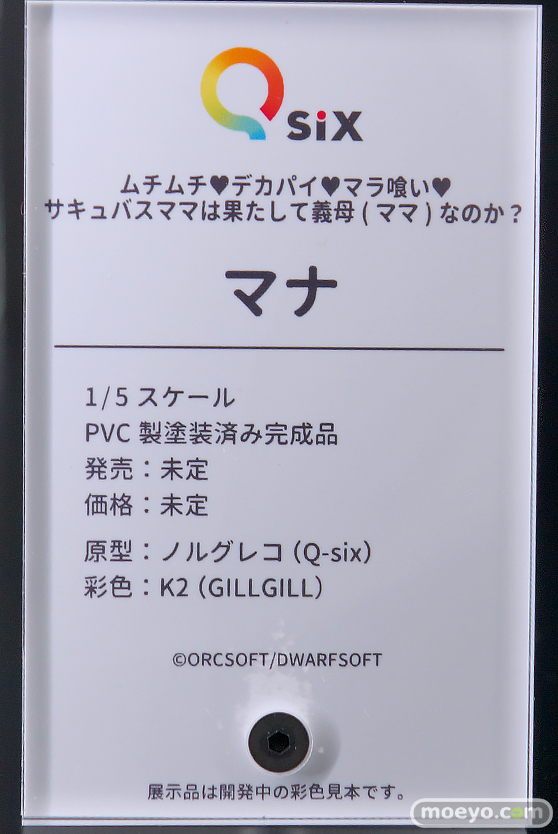 Q six
ムチムチ♥デカパイ♥マラ喰い♥
サキュバスママは果たして義母(ママ)なのか？
マナ
1/5 スケール
PVC 製塗装済み完成品
発売：未定
価格：未定
原型：ノルグレコ（Q-six）
彩色：K2（GILLGILL）
©ORCSOFT/DWARFSOFT
展示品は開発中の彩色見本です。
moeyo.com